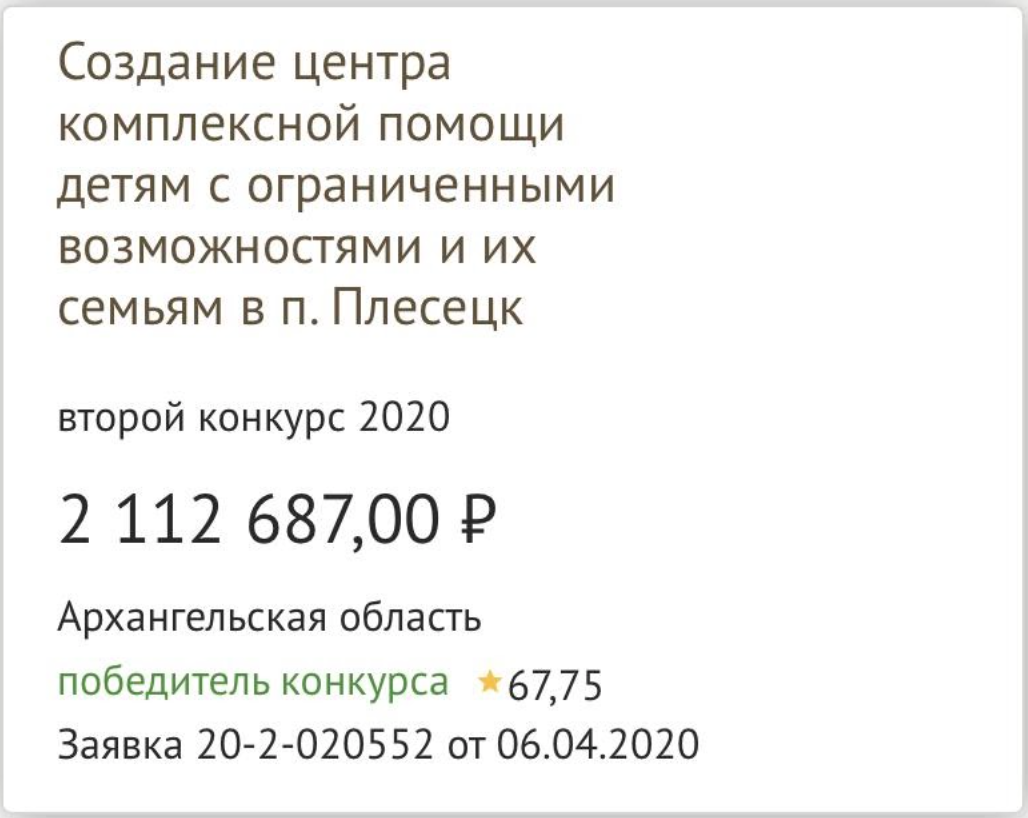 Создание центра
комплексной помощи
детям с ограниченными
возможностями и их
семьям в п. Плесецк
второй конкурс 2020
2 112 687,00 ₽
Архангельская область
победитель конкурса ★ 67,75
Заявка 20-2-020552 от 06.04.2020